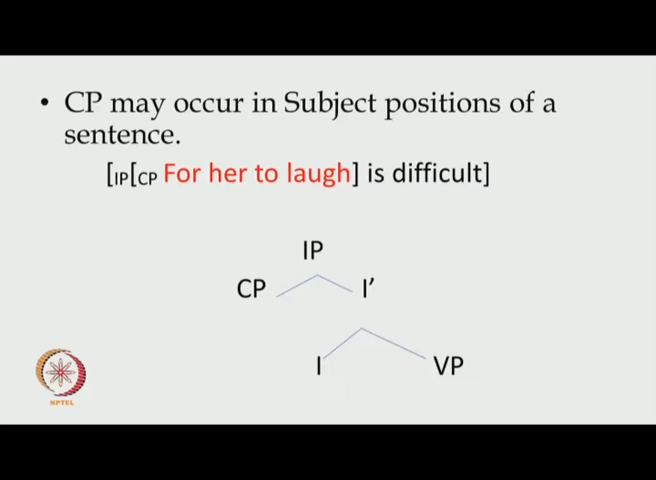 • CP may occur in Subject positions of a
sentence.
[IP[CP For her to laugh] is difficult]
IP
CP I′
I VP
NPTEL